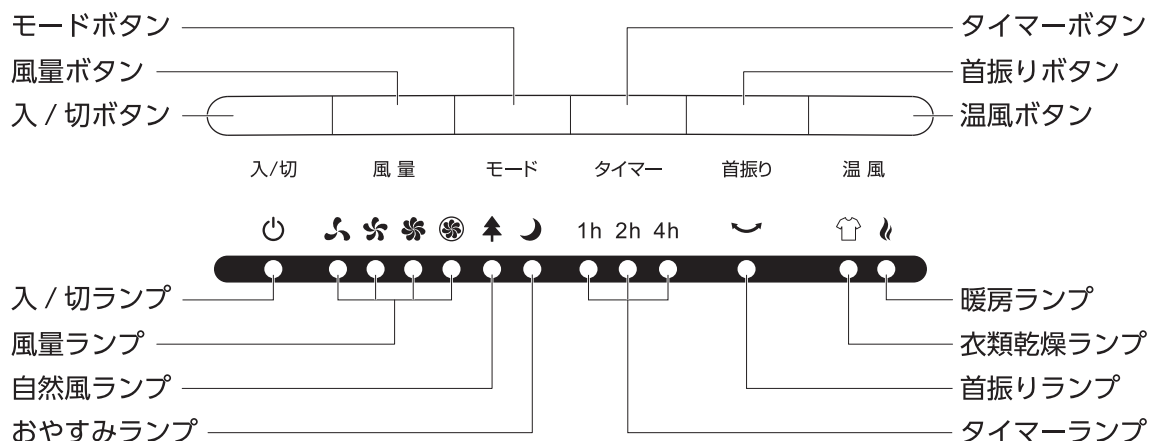 モードボタン
タイマーボタン
風量ボタン
首振りボタン
入 / 切ボタン
温風ボタン
入/切 風 量 モード タイマー 首振り 温 風
1h 2h 4h
入 / 切ランプ
暖房ランプ
風量ランプ
衣類乾燥ランプ
自然風ランプ
首振りランプ
おやすみランプ
タイマーランプ